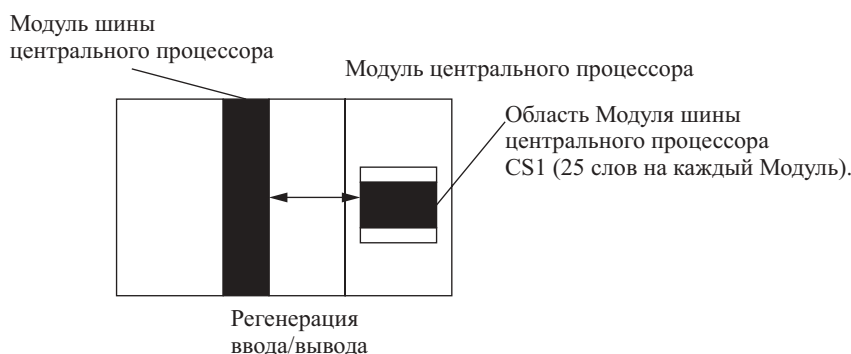 Модуль шины
центрального процессора
Модуль центрального процессора
Область Модуля шины
центрального процессора
CS1 (25 слов на каждый Модуль).
Регенерация
ввода/вывода